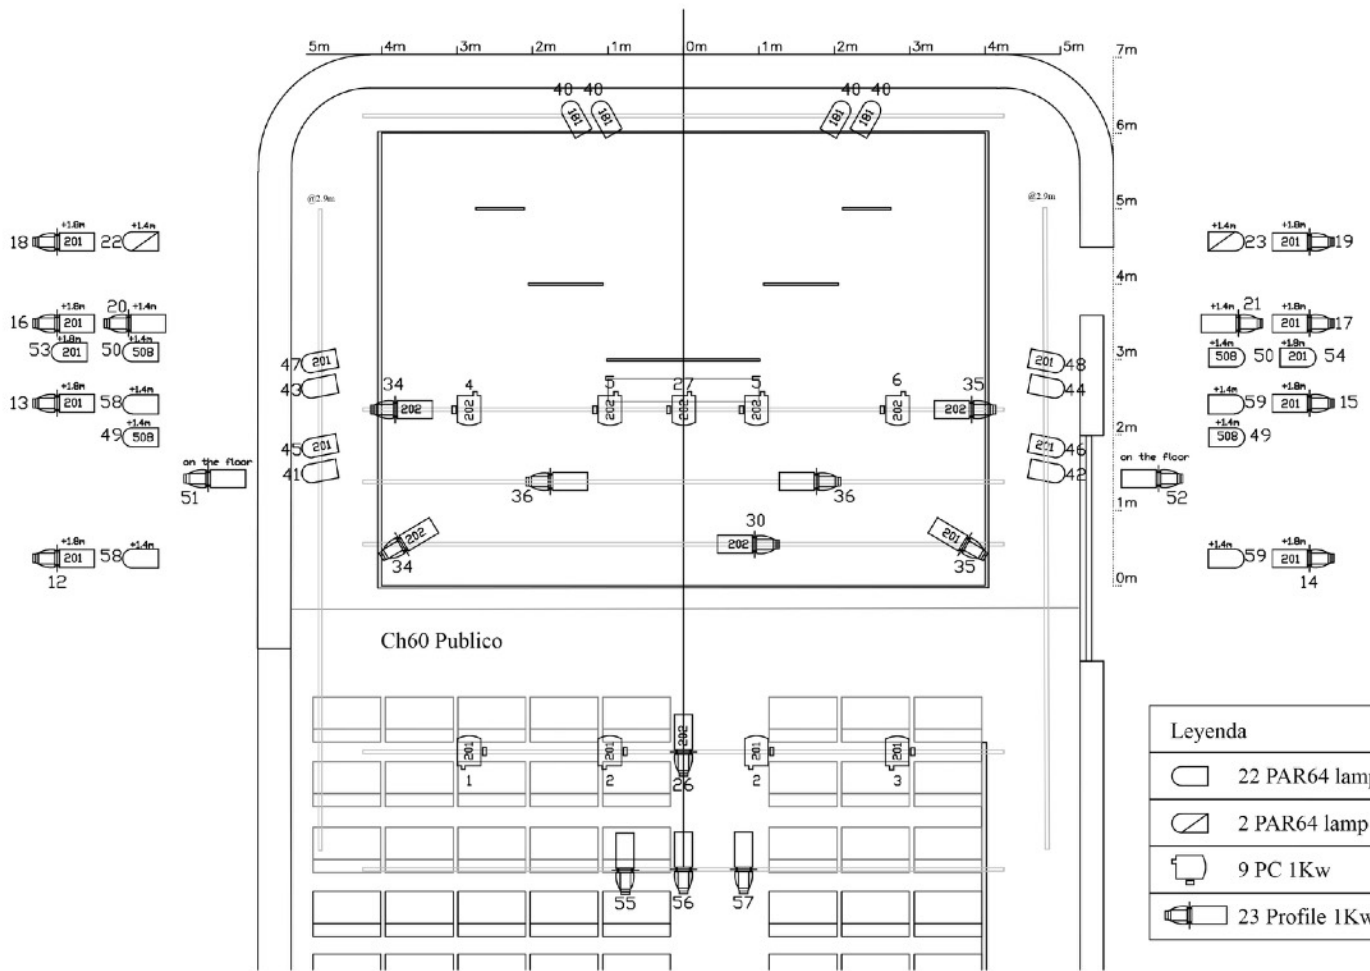 5m 4m 3m 2m 1m 0m 1m 2m 3m 4m 5m
7m
40 40 40 40
181 181 181 181
6m
@2.9m @2.9m
5m
+1.8m +1.4m +1.4m +1.8m
18 201 22 23 201 19
4m
20 21
+1.8m +1.4m +1.4m +1.8m
16 201 201 17
+1.8m +1.4m +1.4m +1.8m
53 201 50 508 508 50 201 54
3m
47 201 201 48
43 44
34 4 5 27 5 6 35
+1.8m +1.4m +1.4m +1.8m
13 201 58 59 201 15
202 202 202 202 202 202 202
+1.4m +1.4m
49 508 508 49
2m
45 201 201 46
41 42
on the floor on the floor
51 52
36 36
1m
30
202 202 201
34 35
+1.8m +1.4m +1.4m +1.8m
201 58 59 201
12 14
0m
Ch60 Publico
201 201 202 201 201
1 2 26 2 3
55 56 57
Leyenda
22 PAR64 lam
2 PAR64 lamp
9 PC 1Kw
23 Profile 1Kw